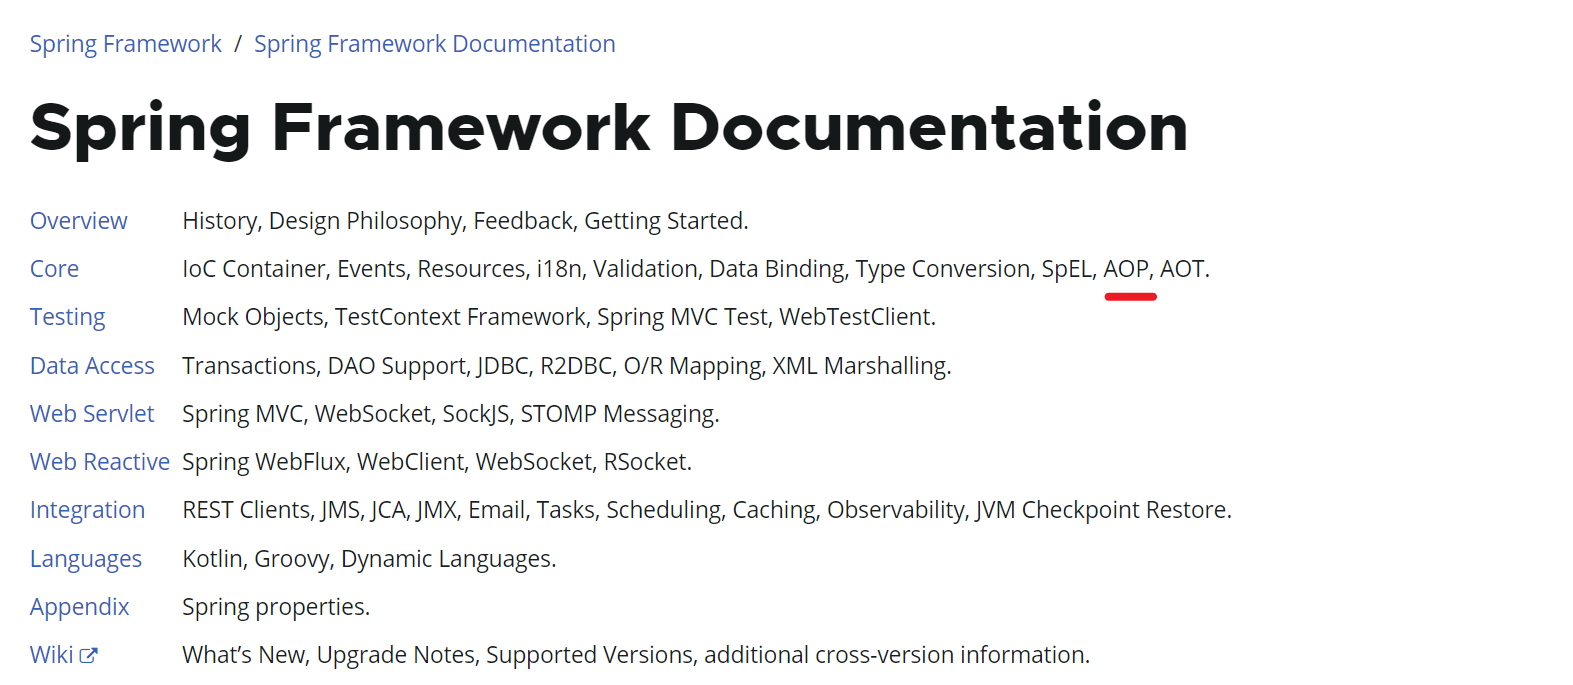 Spring Framework / Spring Framework Documentation
Spring Framework Documentation
Overview History, Design Philosophy, Feedback, Getting Started.
Core IoC Container, Events, Resources, i18n, Validation, Data Binding, Type Conversion, SpEL, AOP, AOT.
Testing Mock Objects, TestContext Framework, Spring MVC Test, WebTestClient.
Data Access Transactions, DAO Support, JDBC, R2DBC, O/R Mapping, XML Marshalling.
Web Servlet Spring MVC, WebSocket, SockJS, STOMP Messaging.
Web Reactive Spring WebFlux, WebClient, WebSocket, RSocket.
Integration REST Clients, JMS, JCA, JMX, Email, Tasks, Scheduling, Caching, Observability, JVM Checkpoint Restore.
Languages Kotlin, Groovy, Dynamic Languages.
Appendix Spring properties.
Wiki What’s New, Upgrade Notes, Supported Versions, additional cross-version information.